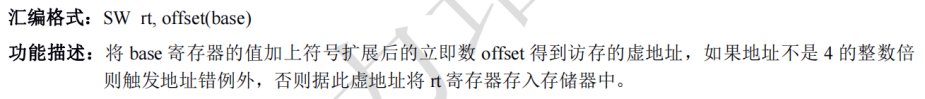 汇编格式：SW rt, offset(base)
功能描述：将 base 寄存器的值加上符号扩展后的立即数 offset 得到访存的虚地址，如果地址不是 4 的整数倍
则触发地址错例外，否则据此虚地址将 rt 寄存器存入存储器中。